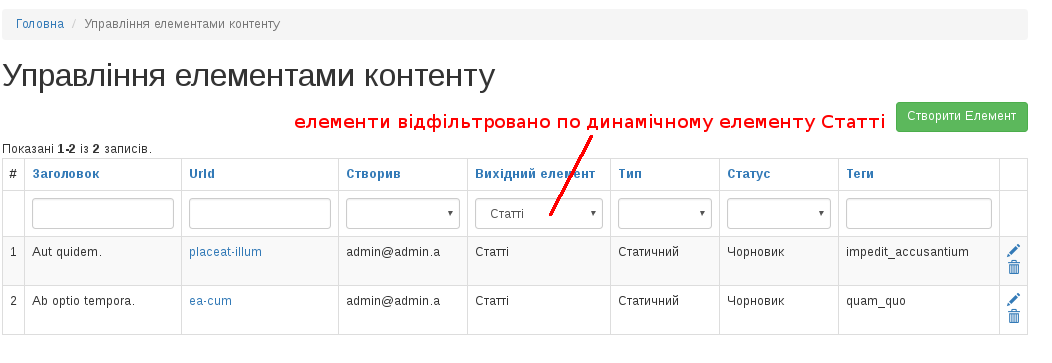 Головна / Управління елементами контенту
Управління елементами контенту
елементи відфільтровано по динамічному елементу Статті
Створити Елемент
Показані 1-2 із 2 записів.
# Заголовок UrId Створив Вихідний елемент Тип Статус Теги
Статті
1 Aut quidem. placeat-illum admin@admin.a Статті Статичний Чорновик impedit_accusantium
2 Ab optio tempora. ea-cum admin@admin.a Статті Статичний Чорновик quam_quo